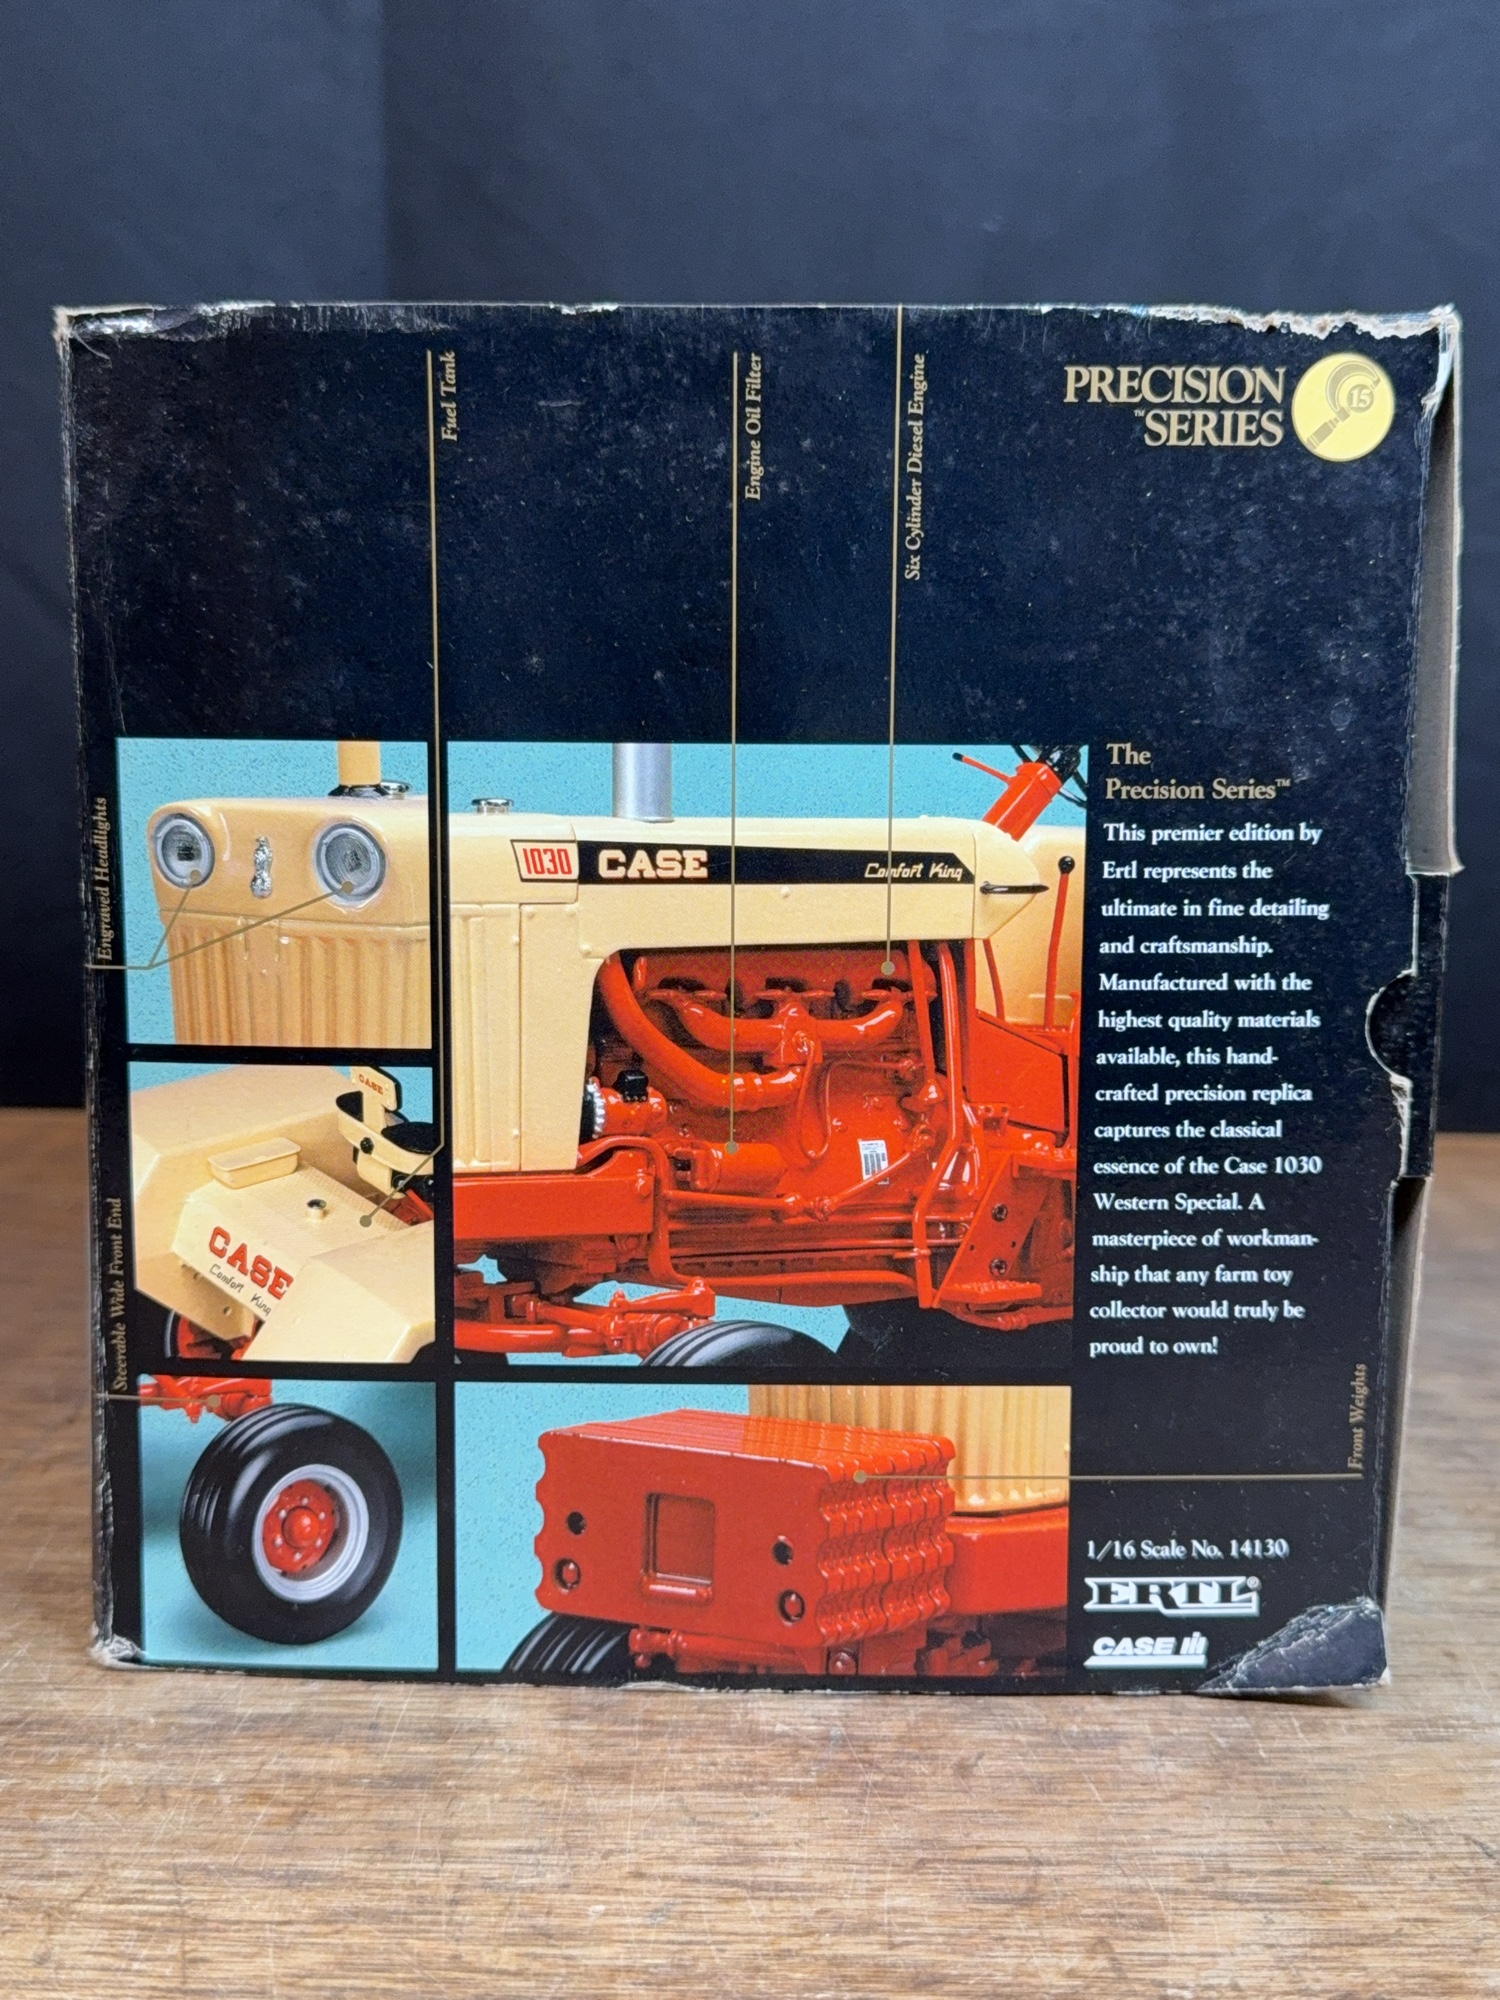 Fuel Tank
Engine Oil Filter
Six Cylinder Diesel Engine
PRECISION
™SERIES
15
Engraved Headlights
1030 CASE Comfort King
The
Precision Series™
This premier edition by
Ertl represents the
ultimate in fine detailing
and craftsmanship.
Manufactured with the
highest quality materials
available, this hand-
crafted precision replica
captures the classical
essence of the Case 1030
Western Special. A
masterpiece of workman-
ship that any farm toy
collector would truly be
proud to own!
CASE
CASE
Comfort King
Steerable Wide Front End
Front Weights
1/16 Scale No. 14130
ERTL®
CASE IH